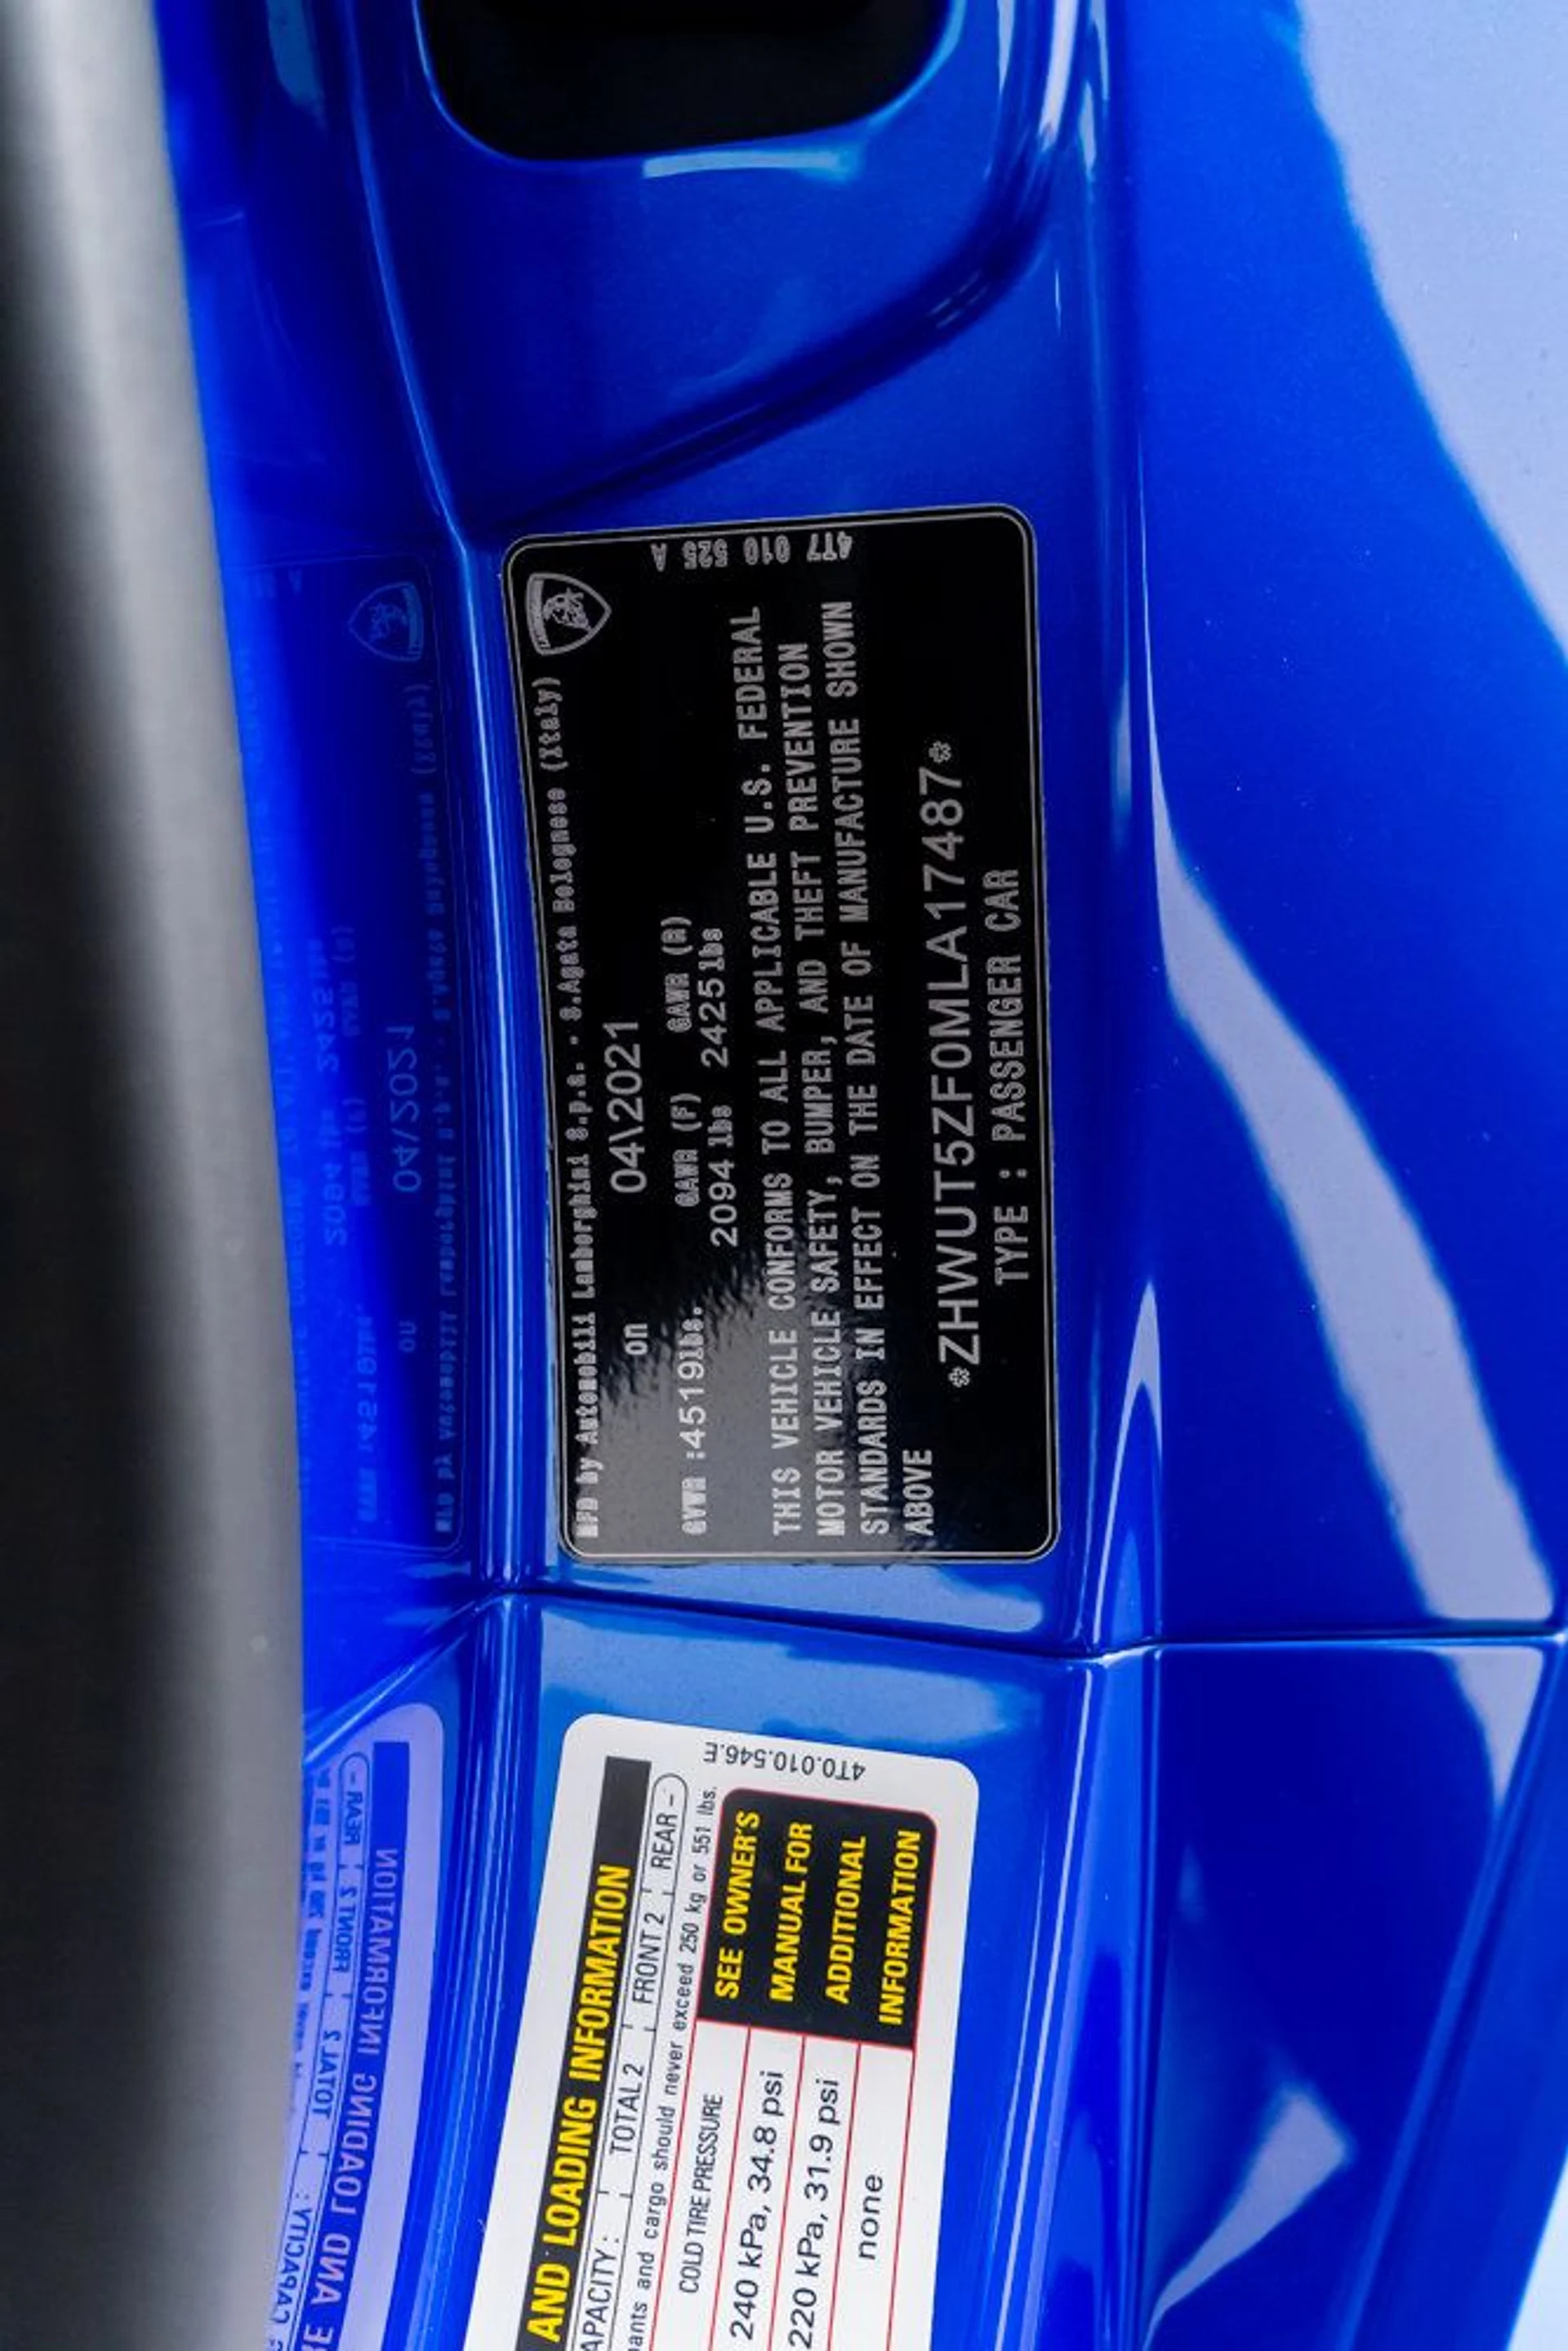 MFD by Automobili Lamborghini S.p.a. - S.Agata Bolognese (Italy)
on 04\2021
GVWR :4519lbs. GAWR (F) GAWR (R)
2094 lbs 2425lbs
THIS VEHICLE CONFORMS TO ALL APPLICABLE U.S. FEDERAL
MOTOR VEHICLE SAFETY, BUMPER, AND THEFT PREVENTION
STANDARDS IN EFFECT ON THE DATE OF MANUFACTURE SHOWN
ABOVE
*ZHWUT5ZF0MLA17487*
TYPE : PASSENGER CAR
4T7 010 525 A
AND LOADING INFORMATION
TOTAL 2 FRONT 2 REAR -
and cargo should never exceed 250 kg or 551 lbs.
COLD TIRE PRESSURE
240 kPa, 34.8 psi
220 kPa, 31.9 psi
none
SEE OWNER'S
MANUAL FOR
ADDITIONAL
INFORMATION
4T0.010.546.E